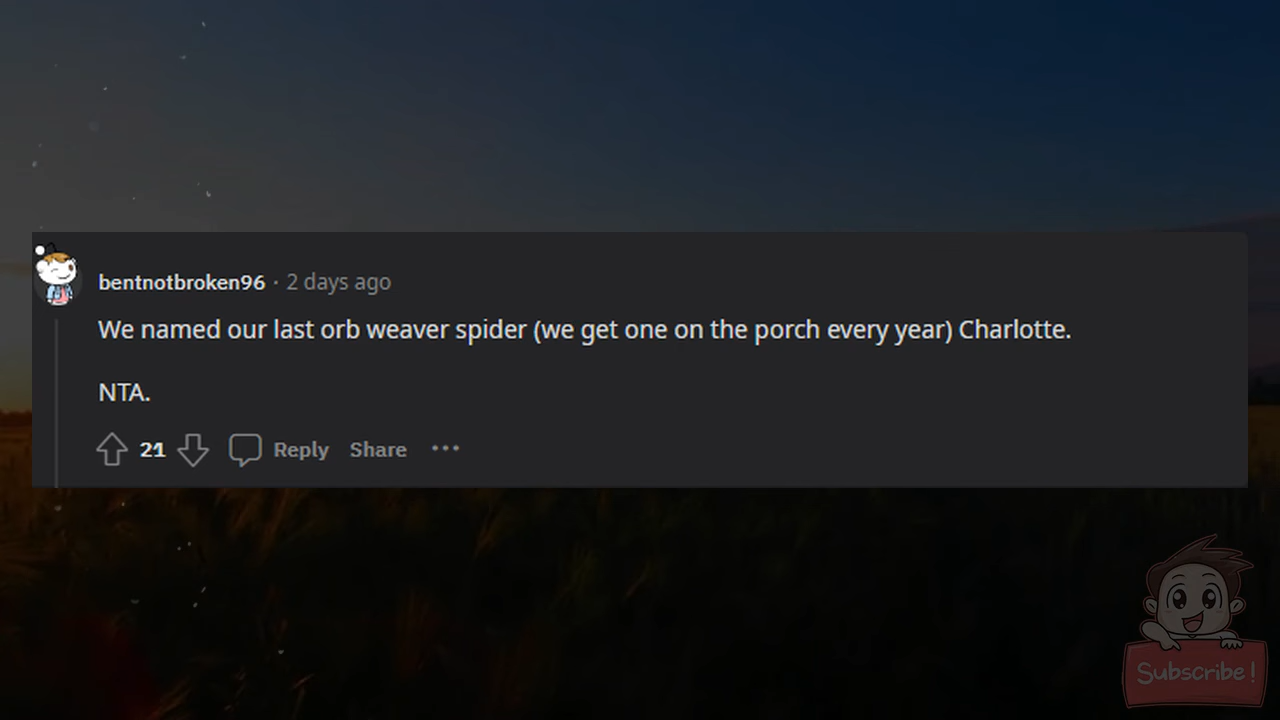 bentnotbroken96 · 2 days ago
We named our last orb weaver spider (we get one on the porch every year) Charlotte.
NTA.
21 Reply Share ···
Subscribe!